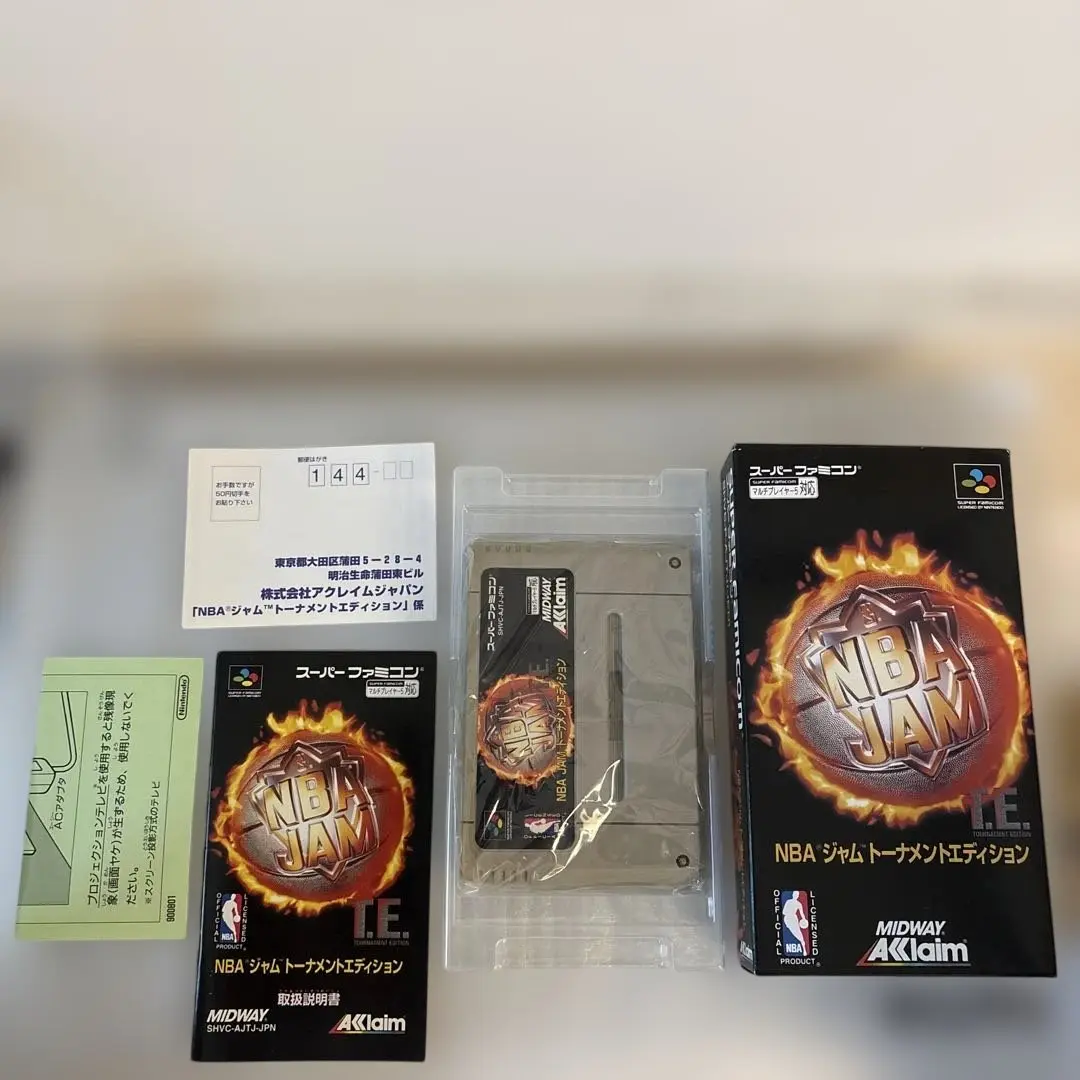 郵便はがき
144-
お手数ですが
50円切手を
お貼り下さい
東京都大田区蒲田5-28-4
明治生命蒲田東ビル
株式会社アクレイムジャパン
「NBA®ジャム™トーナメントエディション」係
Nintendo
ACアダプタ
プロジェクションテレビを使用すると残像現
象(画面ヤケ)が生ずるため、使用しないでく
ださい。
※スクリーン投影方式のテレビ
900801
スーパーファミコン®
SUPER FAMICOM
マルチプレイヤー5対応
SUPER FAMICOM
LICENSED BY NINTENDO
NBA
JAM
T.E.
TOURNAMENT EDITION
OFFICIAL
LICENSED
NBA
PRODUCT
NBA®ジャム™トーナメントエディション
取扱説明書
MIDWAY
SHVC-AJTJ-JPN
AKKlaim
スーパーファミコン
SHVC-AJTJ-JPN
MIDWAY
AKKlaim
T.E.
NBA
JAM
NBA JAM トーナメントエディション
スーパーファミコン®
SUPER FAMICOM
マルチプレイヤー5対応
SUPER FAMICOM
LICENSED BY NINTENDO
NBA
JAM
T.E.
TOURNAMENT EDITION
NBA®ジャム™トーナメントエディション
OFFICIAL
LICENSED
NBA
PRODUCT
MIDWAY
AKKlaim
Super Famicom